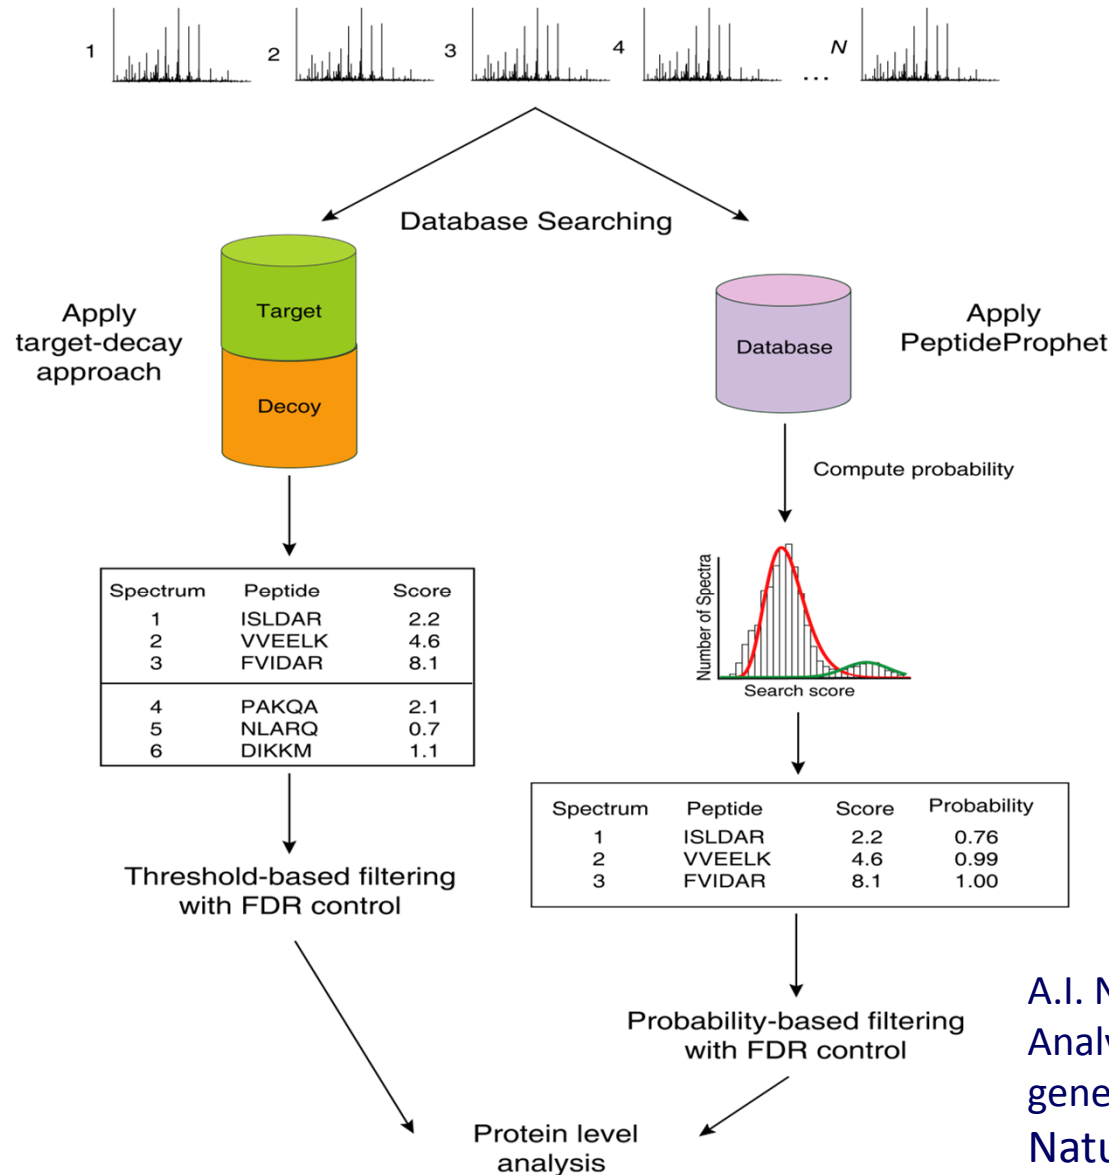 1 2 3 4 ... N
Database Searching
Apply
target-decay
approach
Target
Decoy
Database
Apply
PeptideProphet
Compute probability
Number of Spectra
Search score
Spectrum Peptide Score
1 ISLDAR 2.2
2 VVEELK 4.6
3 FVIDAR 8.1
4 PAKQA 2.1
5 NLARQ 0.7
6 DIKKM 1.1
Spectrum Peptide Score Probability
1 ISLDAR 2.2 0.76
2 VVEELK 4.6 0.99
3 FVIDAR 8.1 1.00
Threshold-based filtering
with FDR control
Probability-based filtering
with FDR control
Protein level
analysis
A.I.